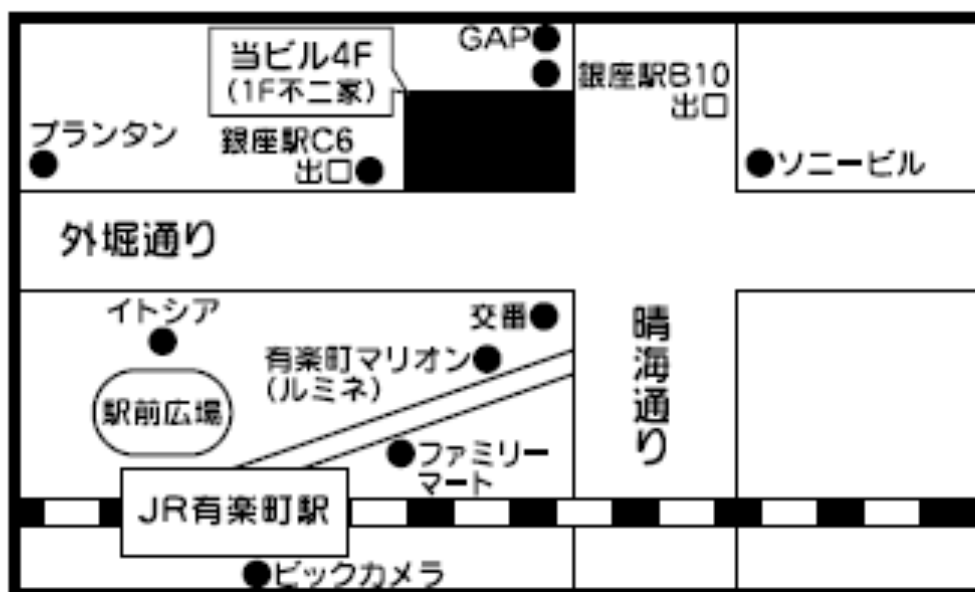 GAP
当ビル4F
(1F不二家)
銀座駅B10
出口
プランタン
銀座駅C6
出口
ソニービル
外堀通り
イトシア
交番
晴海通り
有楽町マリオン
(ルミネ)
駅前広場
ファミリー
マート
JR有楽町駅
ビックカメラ